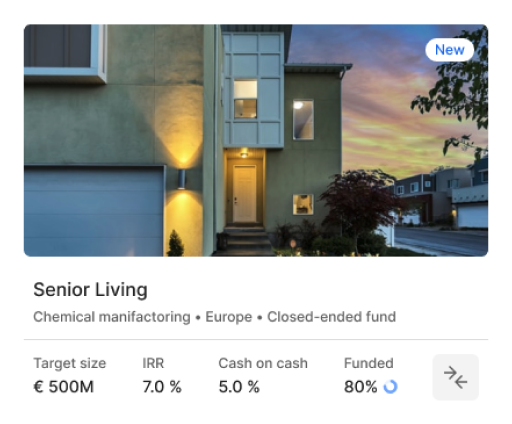 New
Senior Living
Chemical manifactoring • Europe • Closed-ended fund
Target size IRR Cash on cash Funded
€ 500M 7.0 % 5.0 % 80%